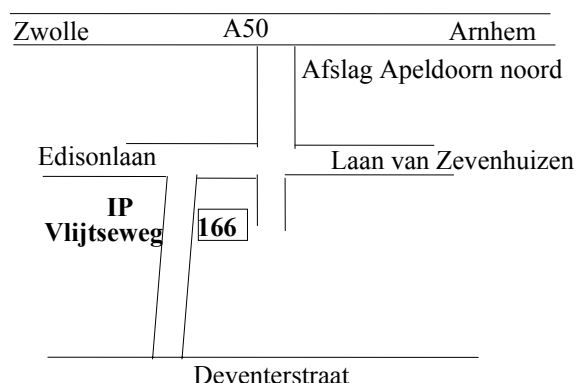 Zwolle A50 Arnhem
Afslag Apeldoorn noord
Edisonlaan
Laan van Zevenhuizen
IP
Vlijtseweg
166
Deventerstraat